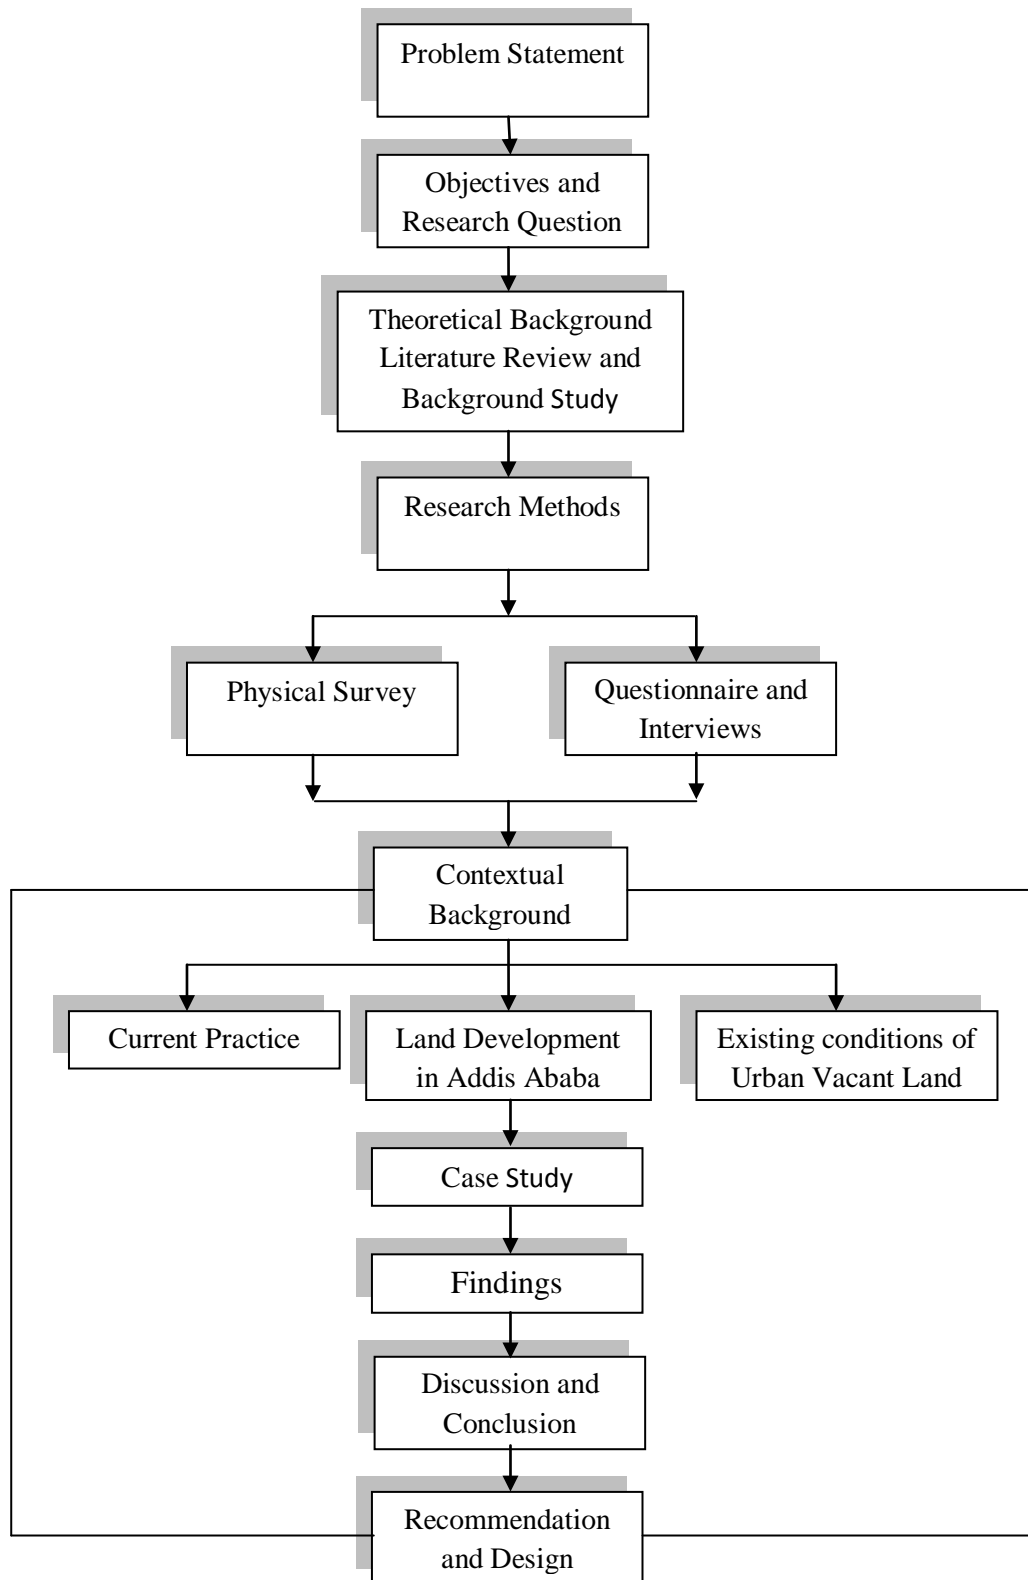 Problem Statement
Objectives and
Research Question
Theoretical Background
Literature Review and
Background Study
Research Methods
Physical Survey
Questionnaire and
Interviews
Contextual
Background
Current Practice
Land Development
in Addis Ababa
Existing conditions of
Urban Vacant Land
Case Study
Findings
Discussion and
Conclusion
Recommendation
and Design